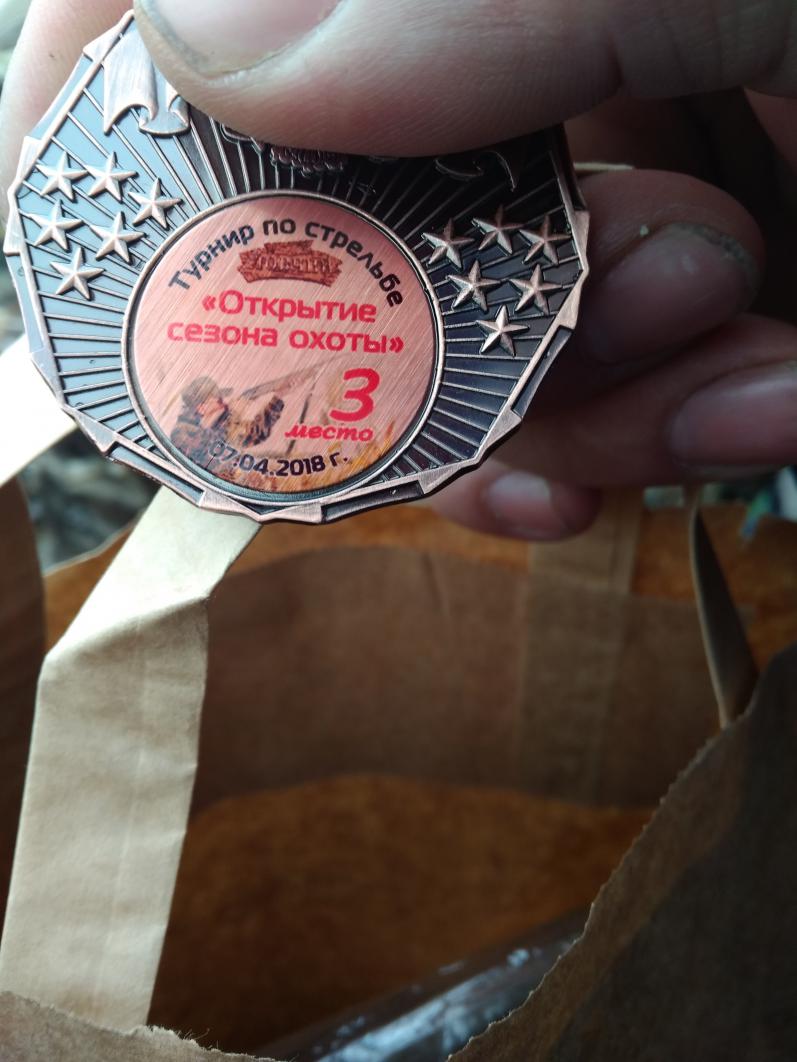 Турнир по стрельбе
«Открытие
сезона охоты»
3
место
07.04.2018 г.